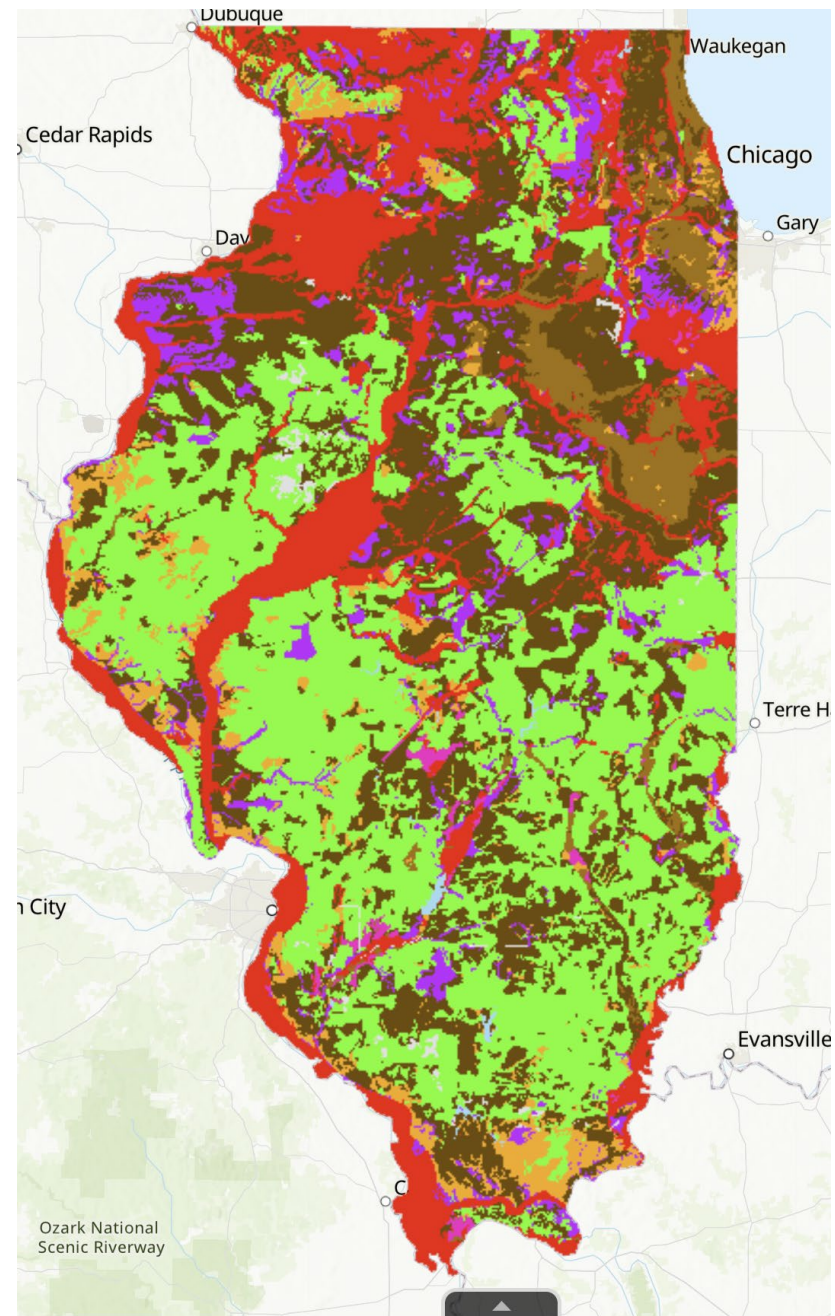 Dubuque
Waukegan
Cedar Rapids
Chicago
Gary
Dav
Terre H
n City
Evansville
C
Ozark National
Scenic Riverway